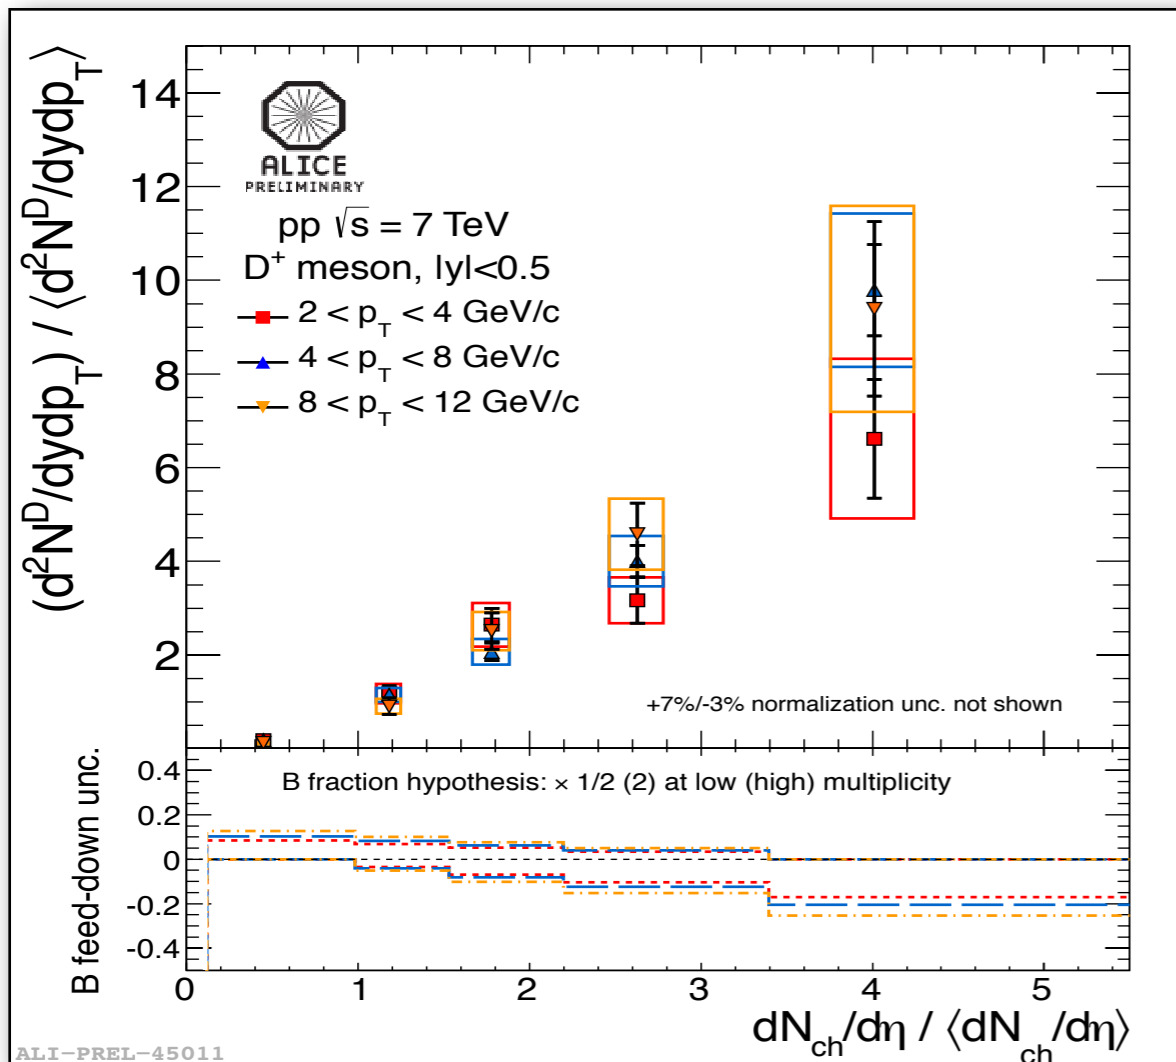 (d²Nᴰ/dydp_T) / ⟨d²Nᴰ/dydp_T⟩
14
12
10
8
6
4
2
ALICE
PRELIMINARY
pp √s = 7 TeV
D⁺ meson, |y|<0.5
2 < p_T < 4 GeV/c
4 < p_T < 8 GeV/c
8 < p_T < 12 GeV/c
+7%/-3% normalization unc. not shown
B feed-down unc.
0.4
0.2
0
-0.2
-0.4
B fraction hypothesis: × 1/2 (2) at low (high) multiplicity
0 1 2 3 4 5
dN_ch/dη / ⟨dN_ch/dη⟩
ALI-PREL-45011